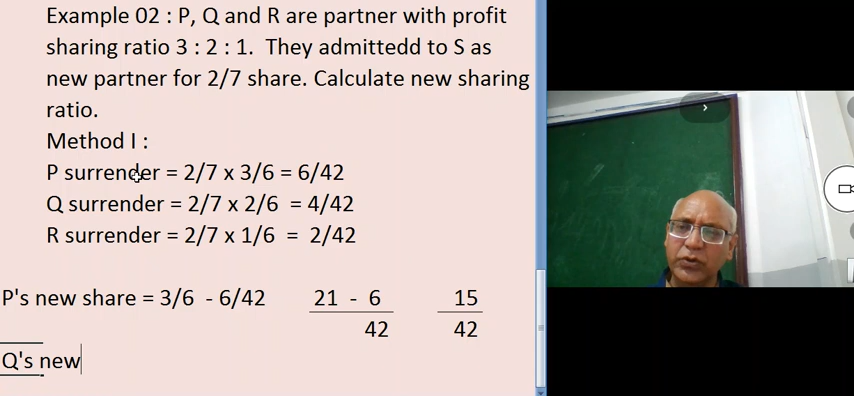 Example 02 : P, Q and R are partner with profit
sharing ratio 3 : 2 : 1.  They admittedd to S as
new partner for 2/7 share. Calculate new sharing
ratio.
Method I :
P surrender = 2/7 x 3/6 = 6/42
Q surrender = 2/7 x 2/6  = 4/42
R surrender = 2/7 x 1/6  =  2/42
P's new share = 3/6  - 6/42   21  -  6   15
42   42
Q's new